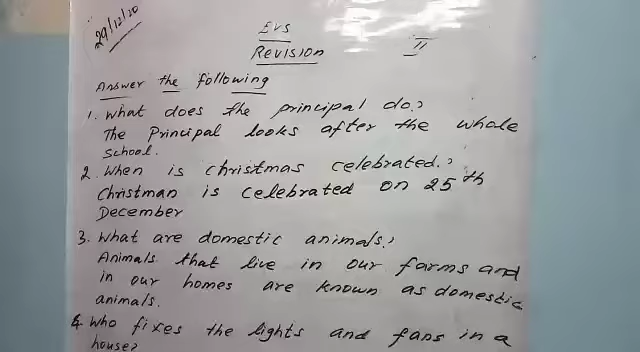 29/12/20
EVS
Revision II
Answer the following
1. What does the principal do?
The Principal looks after the whole
school.
2. When is christmas celebrated?
Christman is celebrated on 25th
December
3. What are domestic animals?
Animals that live in our farms and
in our homes are known as domestic
animals.
4. Who fixes the lights and fans in a
house?